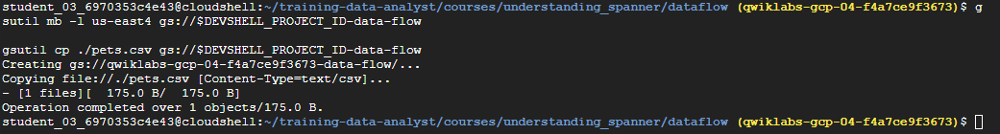 student_03_6970353c4e43@cloudshell:~/training-data-analyst/courses/understanding_spanner/dataflow (qwiklabs-gcp-04-f4a7ce9f3673)$ g
sutil mb -l us-east4 gs://$DEVSHELL_PROJECT_ID-data-flow
gsutil cp ./pets.csv gs://$DEVSHELL_PROJECT_ID-data-flow
Creating gs://qwiklabs-gcp-04-f4a7ce9f3673-data-flow/...
Copying file://./pets.csv [Content-Type=text/csv]...
- [1 files][  175.0 B/  175.0 B]
Operation completed over 1 objects/175.0 B.
student_03_6970353c4e43@cloudshell:~/training-data-analyst/courses/understanding_spanner/dataflow (qwiklabs-gcp-04-f4a7ce9f3673)$